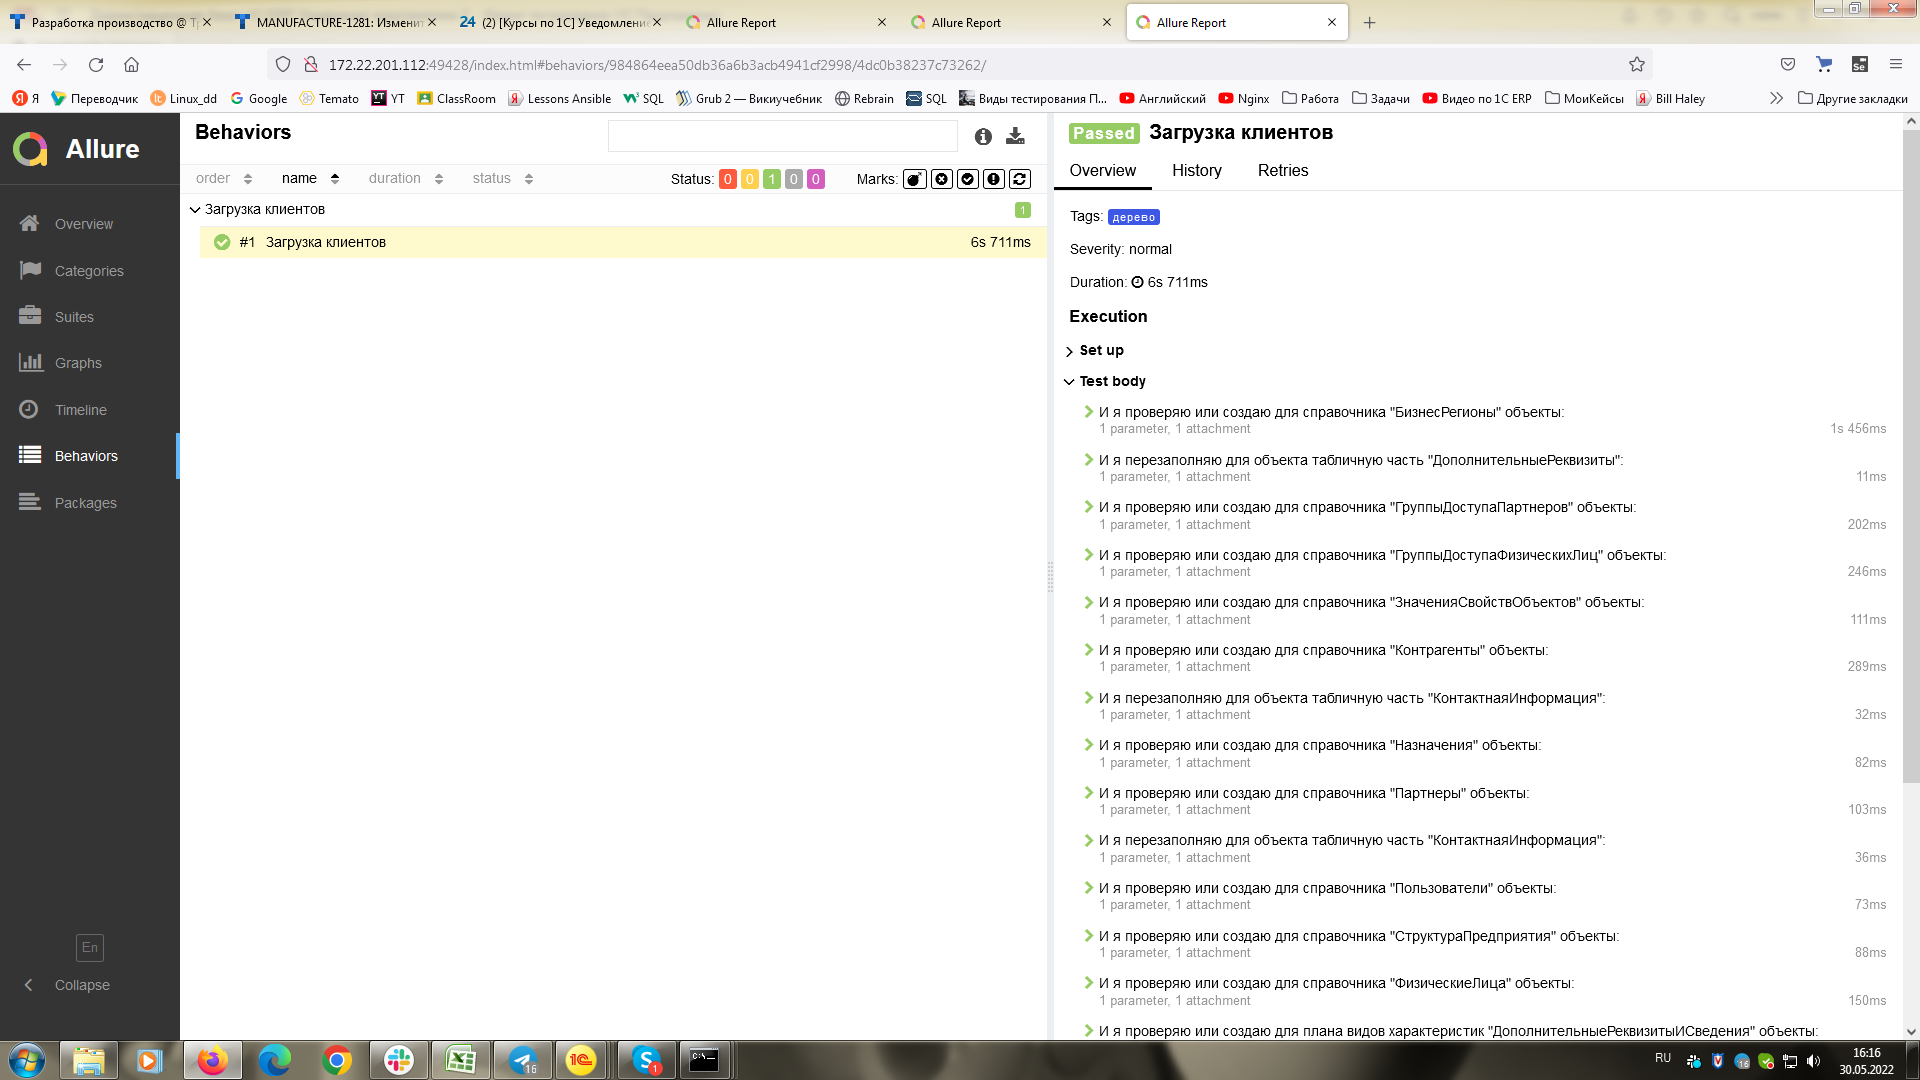 Разработка производство @ Тр
MANUFACTURE-1281: Изменит
24 (2) [Курсы по 1С] Уведомление
Allure Report
Allure Report
Allure Report
172.22.201.112:49428/index.html#behaviors/984864eea50db36a6b3acb4941cf2998/4dc0b38237c73262/
Я
Переводчик
Linux_dd
Google
Temato
YT
ClassRoom
Lessons Ansible
SQL
Grub 2 — Викиучебник
Rebrain
SQL
Виды тестирования П...
Английский
Nginx
Работа
Задачи
Видео по 1С ERP
МоиКейсы
Bill Haley
Другие закладки
Allure
Overview
Categories
Suites
Graphs
Timeline
Behaviors
Packages
En
Collapse
Behaviors
order name duration status
Status: 0 0 1 0 0 Marks:
Загрузка клиентов 1
#1 Загрузка клиентов 6s 711ms
Passed Загрузка клиентов
Overview History Retries
Tags: дерево
Severity: normal
Duration: 6s 711ms
Execution
Set up
Test body
И я проверяю или создаю для справочника "БизнесРегионы" объекты:
1 parameter, 1 attachment 1s 456ms
И я перезаполняю для объекта табличную часть "ДополнительныеРеквизиты":
1 parameter, 1 attachment 11ms
И я проверяю или создаю для справочника "ГруппыДоступаПартнеров" объекты:
1 parameter, 1 attachment 202ms
И я проверяю или создаю для справочника "ГруппыДоступаФизическихЛиц" объекты:
1 parameter, 1 attachment 246ms
И я проверяю или создаю для справочника "ЗначенияСвойствОбъектов" объекты:
1 parameter, 1 attachment 111ms
И я проверяю или создаю для справочника "Контрагенты" объекты:
1 parameter, 1 attachment 289ms
И я перезаполняю для объекта табличную часть "КонтактнаяИнформация":
1 parameter, 1 attachment 32ms
И я проверяю или создаю для справочника "Назначения" объекты:
1 parameter, 1 attachment 82ms
И я проверяю или создаю для справочника "Партнеры" объекты:
1 parameter, 1 attachment 103ms
И я перезаполняю для объекта табличную часть "КонтактнаяИнформация":
1 parameter, 1 attachment 36ms
И я проверяю или создаю для справочника "Пользователи" объекты:
1 parameter, 1 attachment 73ms
И я проверяю или создаю для справочника "СтруктураПредприятия" объекты:
1 parameter, 1 attachment 88ms
И я проверяю или создаю для справочника "ФизическиеЛица" объекты:
1 parameter, 1 attachment 150ms
И я проверяю или создаю для плана видов характеристик "ДополнительныеРеквизитыИСведения" объекты:
RU
16:16
30.05.2022